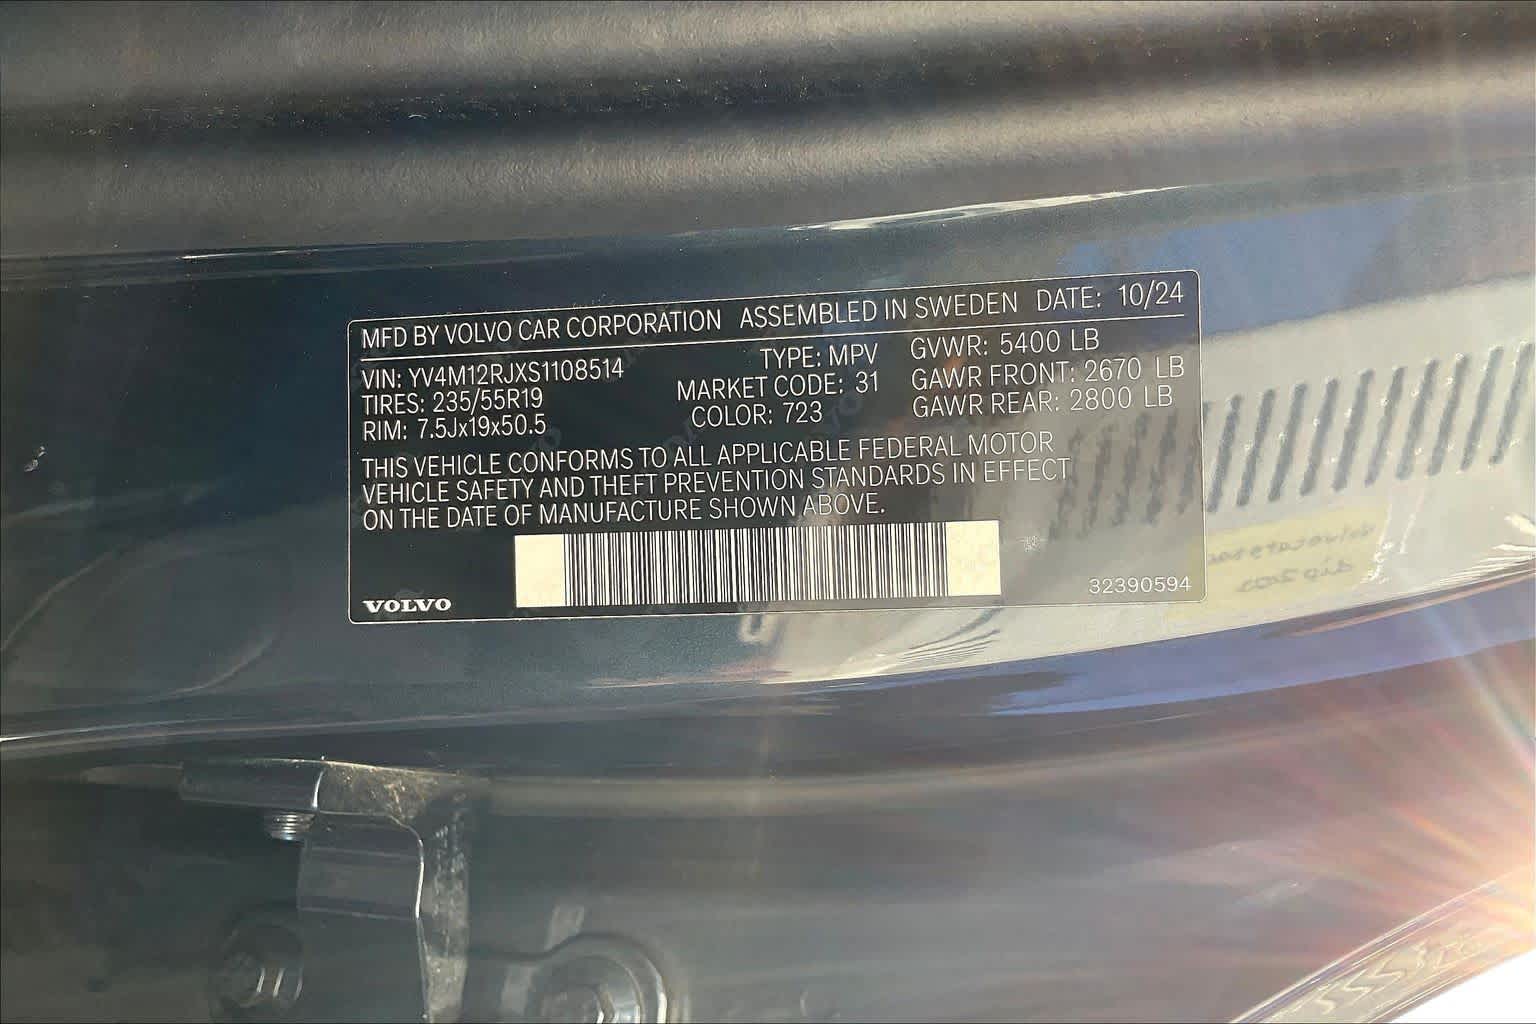 MFD BY VOLVO CAR CORPORATION ASSEMBLED IN SWEDEN DATE: 10/24
VIN: YV4M12RJXS1108514 TYPE: MPV GVWR: 5400 LB
TIRES: 235/55R19 MARKET CODE: 31 GAWR FRONT: 2670 LB
RIM: 7.5Jx19x50.5 COLOR: 723 GAWR REAR: 2800 LB
THIS VEHICLE CONFORMS TO ALL APPLICABLE FEDERAL MOTOR
VEHICLE SAFETY AND THEFT PREVENTION STANDARDS IN EFFECT
ON THE DATE OF MANUFACTURE SHOWN ABOVE.
VOLVO 32390594